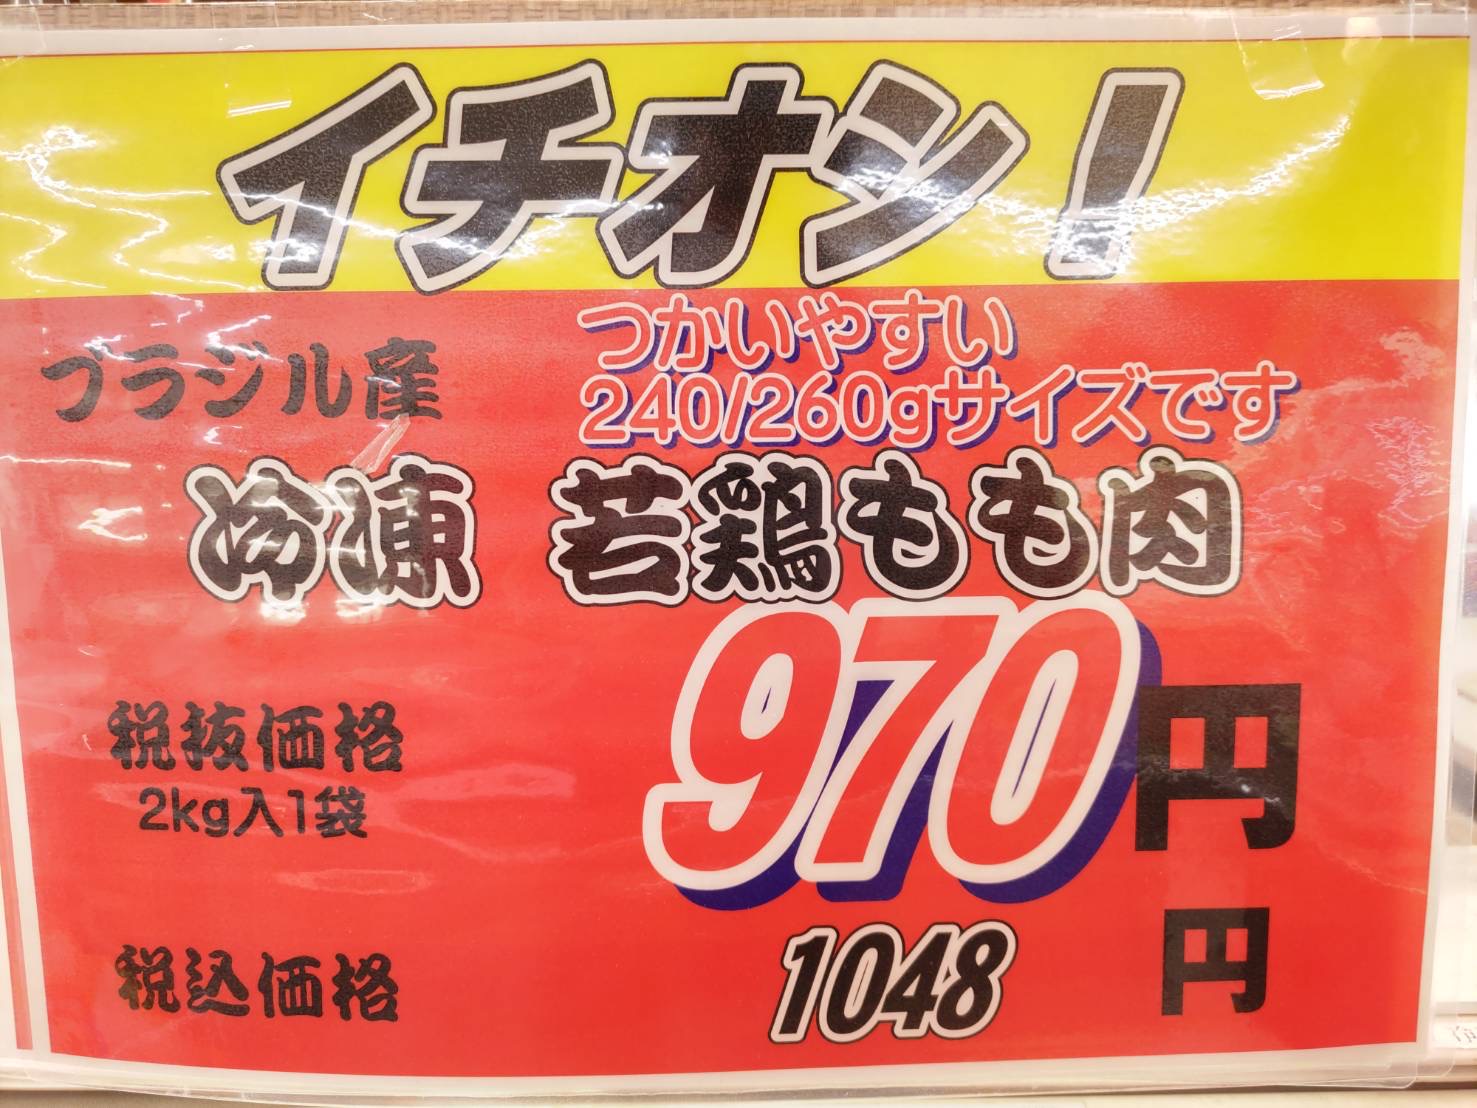 イチオシ!
ブラジル産
つかいやすい
240/260gサイズです
冷凍 若鶏もも肉
税抜価格 970円
2kg入1袋
税込価格 1048円